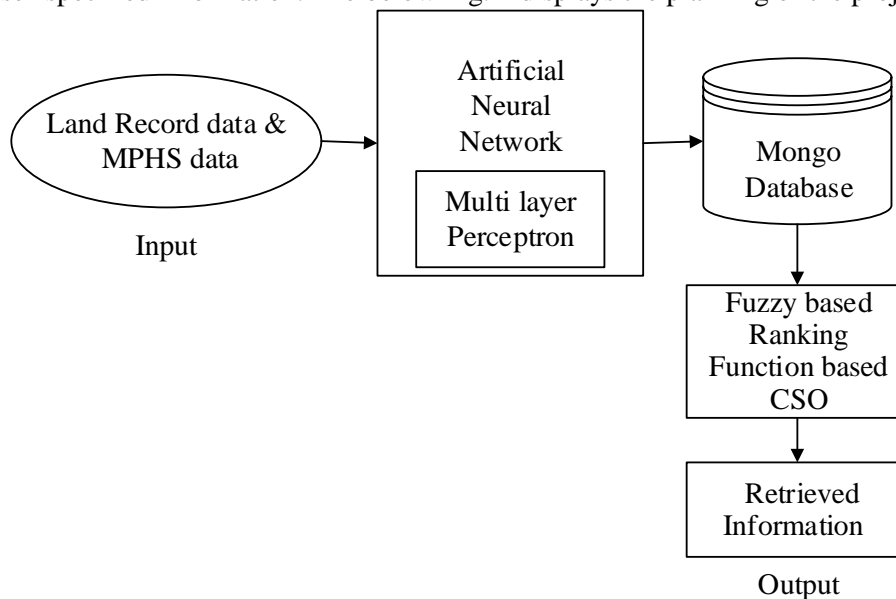 Land Record data &
MPHS data
Input
Artificial
Neural
Network
Multi layer
Perceptron
Mongo
Database
Fuzzy based
Ranking
Function based
CSO
Retrieved
Information
Output